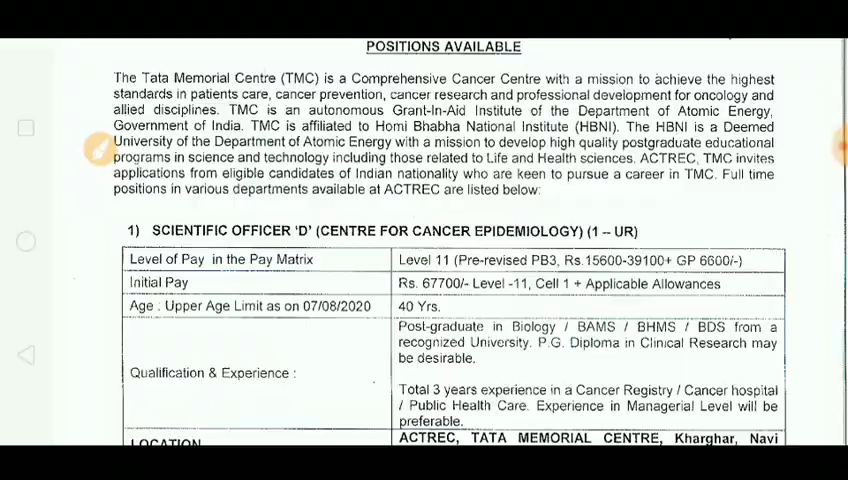 POSITIONS AVAILABLE
The Tata Memorial Centre (TMC) is a Comprehensive Cancer Centre with a mission to achieve the highest
standards in patients care, cancer prevention, cancer research and professional development for oncology and
allied disciplines. TMC is an autonomous Grant-In-Aid Institute of the Department of Atomic Energy,
Government of India. TMC is affiliated to Homi Bhabha National Institute (HBNI). The HBNI is a Deemed
University of the Department of Atomic Energy with a mission to develop high quality postgraduate educational
programs in science and technology including those related to Life and Health sciences. ACTREC, TMC invites
applications from eligible candidates of Indian nationality who are keen to pursue a career in TMC. Full time
positions in various departments available at ACTREC are listed below:
1) SCIENTIFIC OFFICER 'D' (CENTRE FOR CANCER EPIDEMIOLOGY) (1 – UR)
Level of Pay in the Pay Matrix
Level 11 (Pre-revised PB3, Rs.15600-39100+ GP 6600/-)
Initial Pay
Rs. 67700/- Level -11, Cell 1 + Applicable Allowances
Age : Upper Age Limit as on 07/08/2020
40 Yrs.
Qualification & Experience :
Post-graduate in Biology / BAMS / BHMS / BDS from a
recognized University. P.G. Diploma in Clinical Research may
be desirable.
Total 3 years experience in a Cancer Registry / Cancer hospital
/ Public Health Care. Experience in Managerial Level will be
preferable.
LOCATION
ACTREC, TATA MEMORIAL CENTRE, Kharghar, Navi